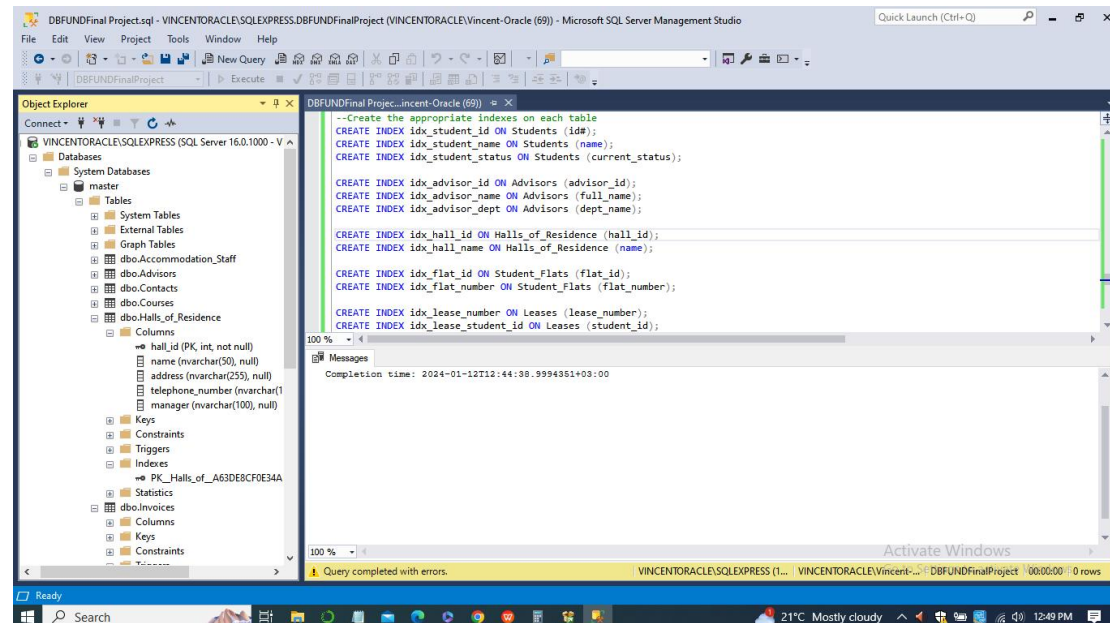 DBFUNDFinal Project.sql - VINCENTORACLE\SQLEXPRESS.DBFUNDFinalProject (VINCENTORACLE\Vincent-Oracle (69)) - Microsoft SQL Server Management Studio
Quick Launch (Ctrl+Q)
File Edit View Project Tools Window Help
New Query
DBFUNDFinalProject Execute
Object Explorer
Connect
VINCENTORACLE\SQLEXPRESS (SQL Server 16.0.1000 - V
Databases
System Databases
master
Tables
System Tables
External Tables
Graph Tables
dbo.Accommodation_Staff
dbo.Advisors
dbo.Contacts
dbo.Courses
dbo.Halls_of_Residence
Columns
hall_id (PK, int, not null)
name (nvarchar(50), null)
address (nvarchar(255), null)
telephone_number (nvarchar(1
manager (nvarchar(100), null)
Keys
Constraints
Triggers
Indexes
PK__Halls_of__A63DE8CF0E34A
Statistics
dbo.Invoices
Columns
Keys
Constraints
DBFUNDFinal Projec...incent-Oracle (69))
--Create the appropriate indexes on each table
CREATE INDEX idx_student_id ON Students (id#);
CREATE INDEX idx_student_name ON Students (name);
CREATE INDEX idx_student_status ON Students (current_status);
CREATE INDEX idx_advisor_id ON Advisors (advisor_id);
CREATE INDEX idx_advisor_name ON Advisors (full_name);
CREATE INDEX idx_advisor_dept ON Advisors (dept_name);
CREATE INDEX idx_hall_id ON Halls_of_Residence (hall_id);
CREATE INDEX idx_hall_name ON Halls_of_Residence (name);
CREATE INDEX idx_flat_id ON Student_Flats (flat_id);
CREATE INDEX idx_flat_number ON Student_Flats (flat_number);
CREATE INDEX idx_lease_number ON Leases (lease_number);
CREATE INDEX idx_lease_student_id ON Leases (student_id);
100 %
Messages
Completion time: 2024-01-12T12:44:38.9994351+03:00
100 %
Activate Windows
Query completed with errors. VINCENTORACLE\SQLEXPRESS (1... VINCENTORACLE\Vincent-... DBFUNDFinalProject 00:00:00 0 rows
Ready
Search 21°C Mostly cloudy 12:49 PM